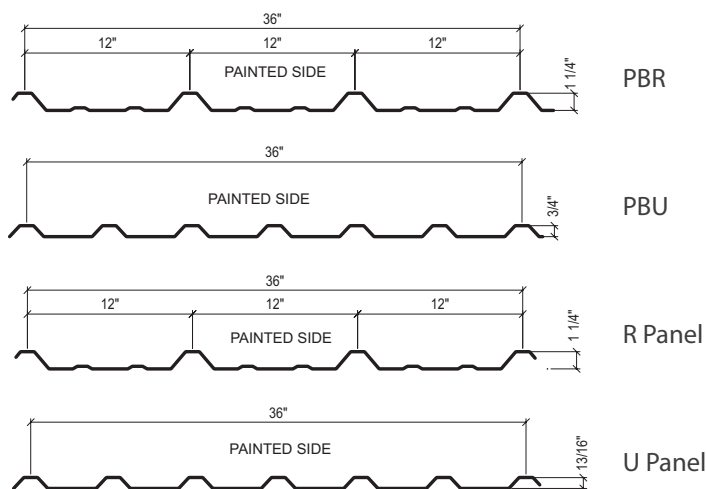 36"
12" 12" 12"
PAINTED SIDE
1 1/4"
PBR
36"
PAINTED SIDE
3/4"
PBU
36"
12" 12" 12"
PAINTED SIDE
1 1/4"
R Panel
36"
PAINTED SIDE
13/16"
U Panel